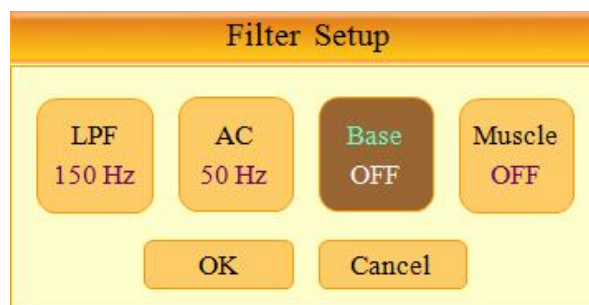 Filter Setup
LPF AC Base Muscle
150 Hz 50 Hz OFF OFF
OK Cancel